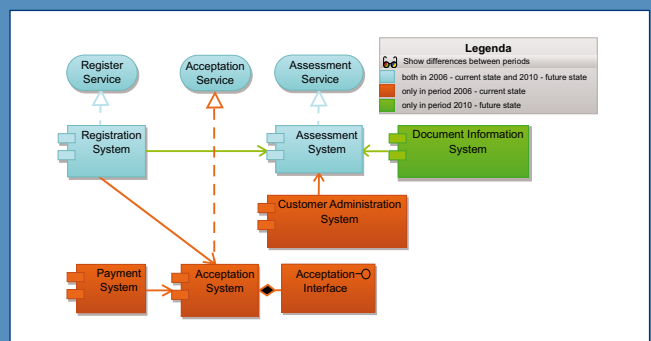 Legenda
Show differences between periods
both in 2006 - current state and 2010 - future state
only in period 2006 - current state
only in period 2010 - future state
Register
Service
Acceptation
Service
Assessment
Service
Registration
System
Assessment
System
Document Information
System
Customer Administration
System
Payment
System
Acceptation
System
Acceptation
Interface